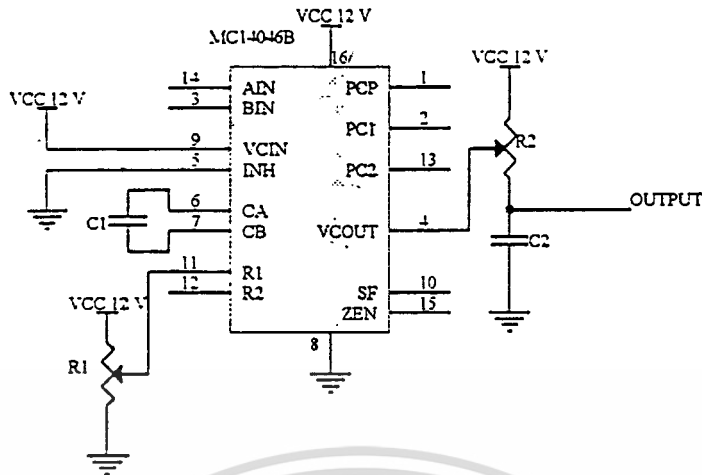 VCC 12 V
MC14046B
16
VCC 12 V
14
AIN
PCP
1
3
BIN
VCC 12 V
PC1
2
9
VCIN
R2
5
INH
PC2
13
6
CA
OUTPUT
C1
7
CB
VCOUT
4
C2
11
R1
12
R2
SF
10
VCC 12 V
ZEN
15
8
R1